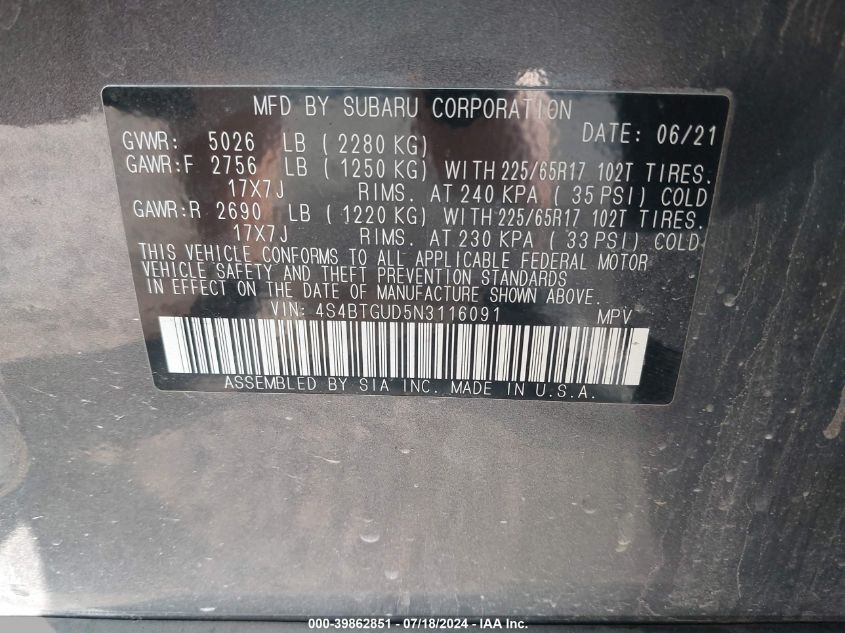 MFD BY SUBARU CORPORATION
DATE: 06/21
GVWR: 5026 LB ( 2280 KG)
GAWR:F 2756 LB ( 1250 KG) WITH 225/65R17 102T TIRES.
17X7J RIMS. AT 240 KPA ( 35 PSI) COLD
GAWR:R 2690 LB ( 1220 KG) WITH 225/65R17 102T TIRES.
17X7J RIMS. AT 230 KPA ( 33 PSI) COLD
THIS VEHICLE CONFORMS TO ALL APPLICABLE FEDERAL MOTOR
VEHICLE SAFETY AND THEFT PREVENTION STANDARDS
IN EFFECT ON THE DATE OF MANUFACTURE SHOWN ABOVE.
VIN: 4S4BTGUD5N3116091 MPV
ASSEMBLED BY SIA INC. MADE IN U.S.A.
000-39862851 - 07/18/2024 - IAA Inc.